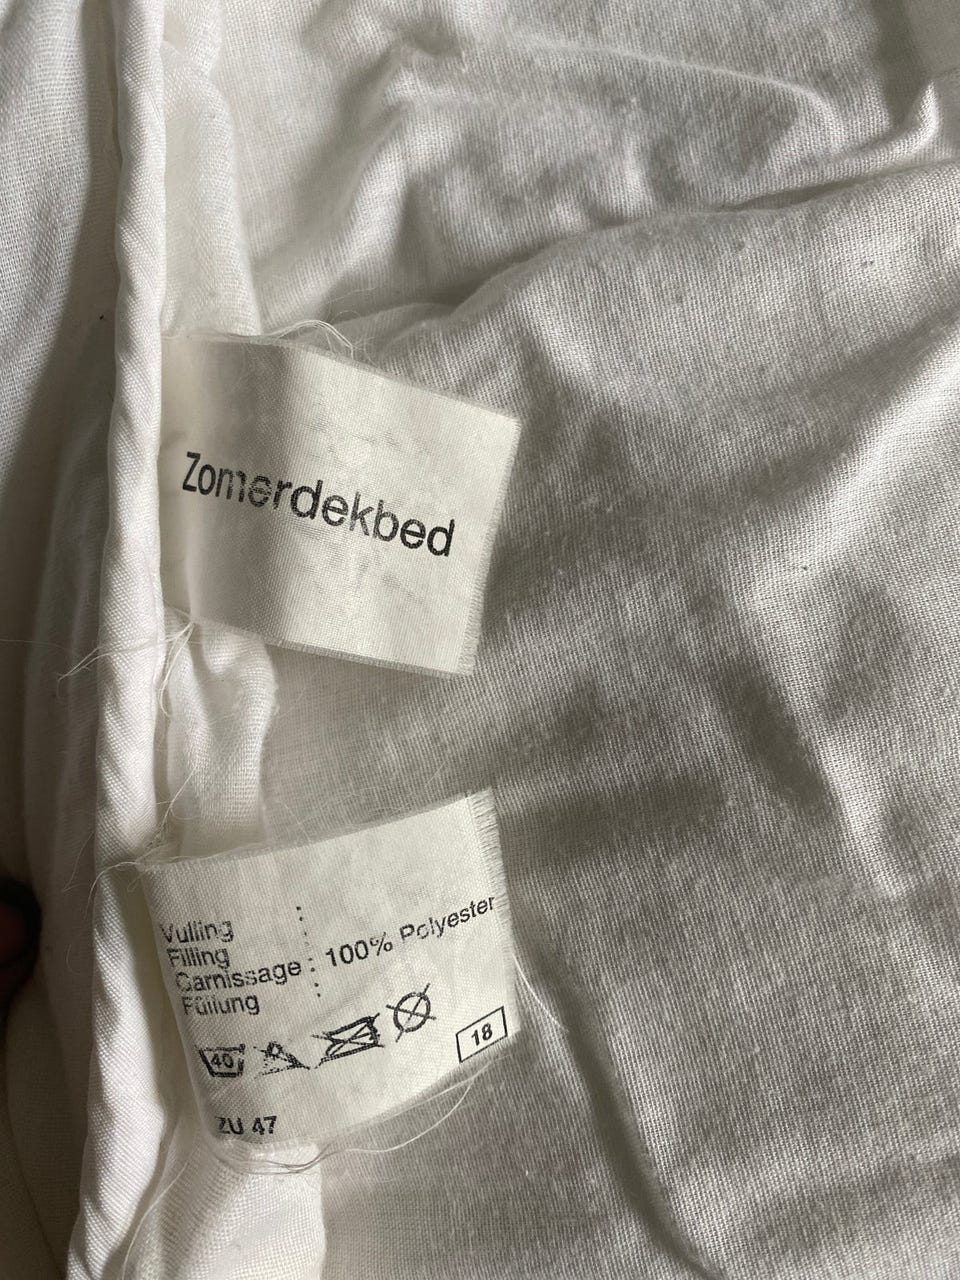 Zomerdekbed
Vulling :
Filling :
Garnissage : 100% Polyester
Füllung :
40
18
ZU 47